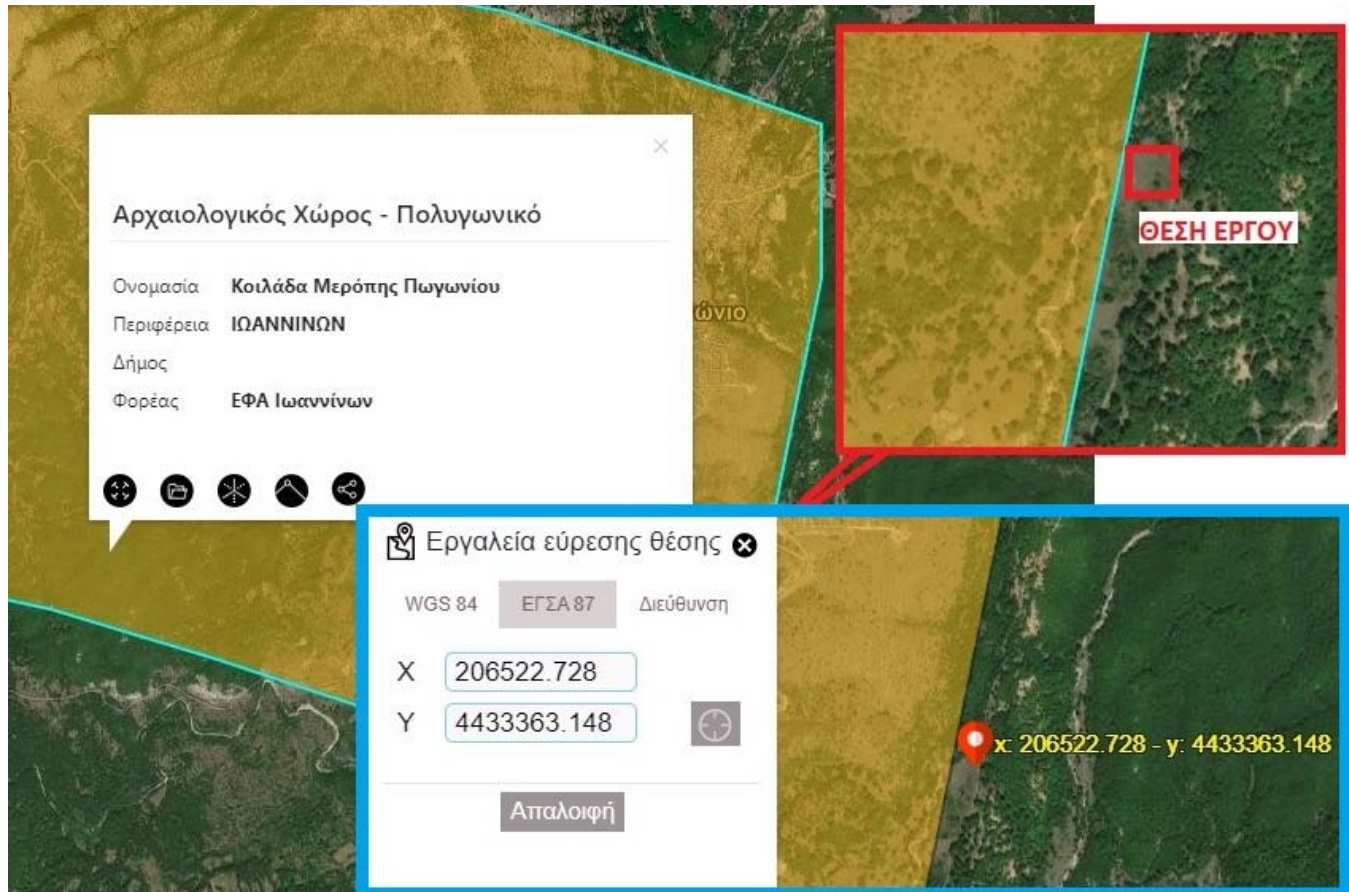 Αρχαιολογικός Χώρος - Πολυγωνικό
Ονομασία Κοιλάδα Μερόπης Πωγωνίου
Περιφέρεια ΙΩΑΝΝΙΝΩΝ
Δήμος
Φορέας ΕΦΑ Ιωαννίνων
ώνιο
ΘΕΣΗ ΕΡΓΟΥ
Εργαλεία εύρεσης θέσης
WGS 84 ΕΓΣΑ 87 Διεύθυνση
X 206522.728
Y 4433363.148
Απαλοιφή
x: 206522.728 - y: 4433363.148